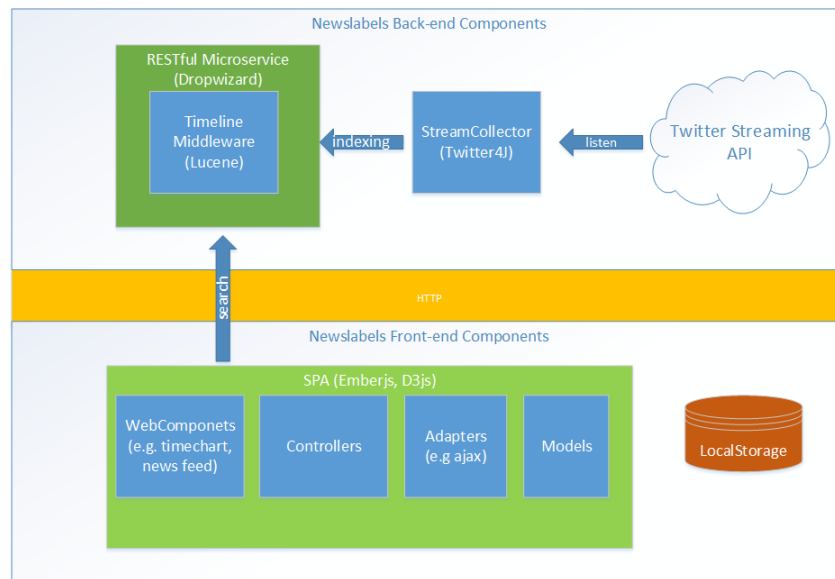 Newslabels Back-end Components
RESTful Microservice
(Dropwizard)
Timeline
Middleware
(Lucene)
indexing
StreamCollector
(Twitter4J)
listen
Twitter Streaming
API
search
HTTP
Newslabels Front-end Components
SPA (Emberjs, D3js)
WebComponets
(e.g. timechart,
news feed)
Controllers
Adapters
(e.g ajax)
Models
LocalStorage